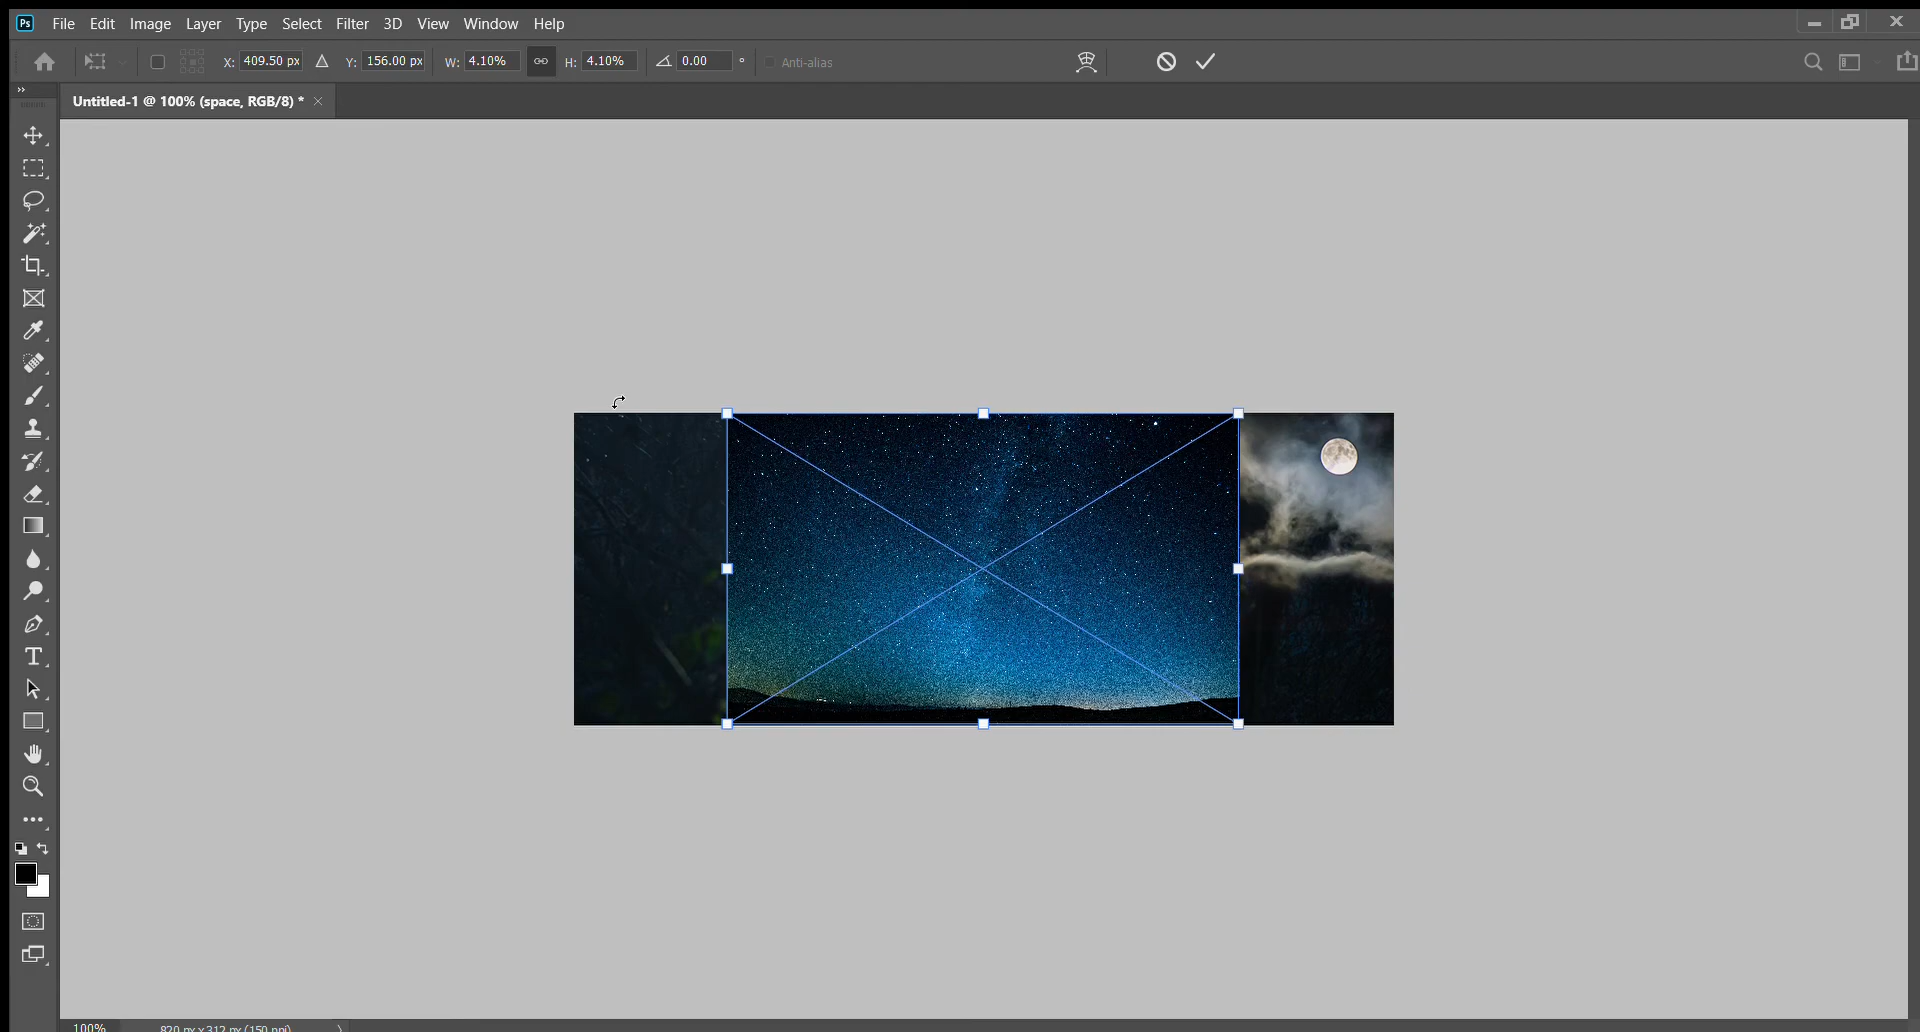 Ps File Edit Image Layer Type Select Filter 3D View Window Help
X: 409.50 px Y: 156.00 px W: 4.10% H: 4.10% 0.00 ° Anti-alias
Untitled-1 @ 100% (space, RGB/8) * ×
T
100% 820 px x 312 px (150 ppi)